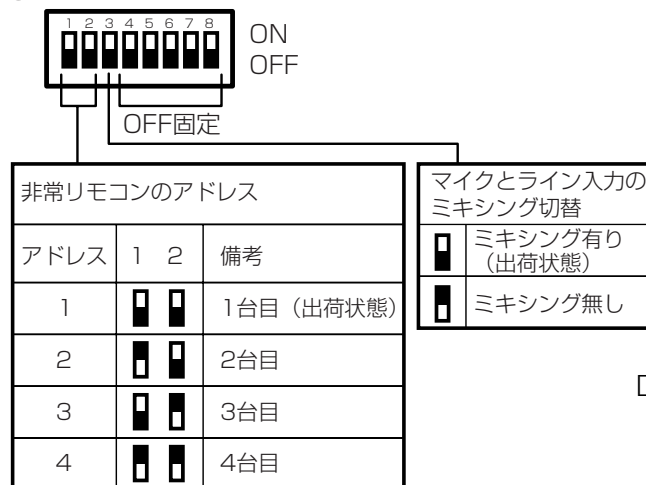 1 2 3 4 5 6 7 8
ON
OFF
OFF固定
非常リモコンのアドレス
アドレス 1 2 備考
1 1台目（出荷状態）
2 2台目
3 3台目
4 4台目
マイクとライン入力の
ミキシング切替
ミキシング有り
（出荷状態）
ミキシング無し